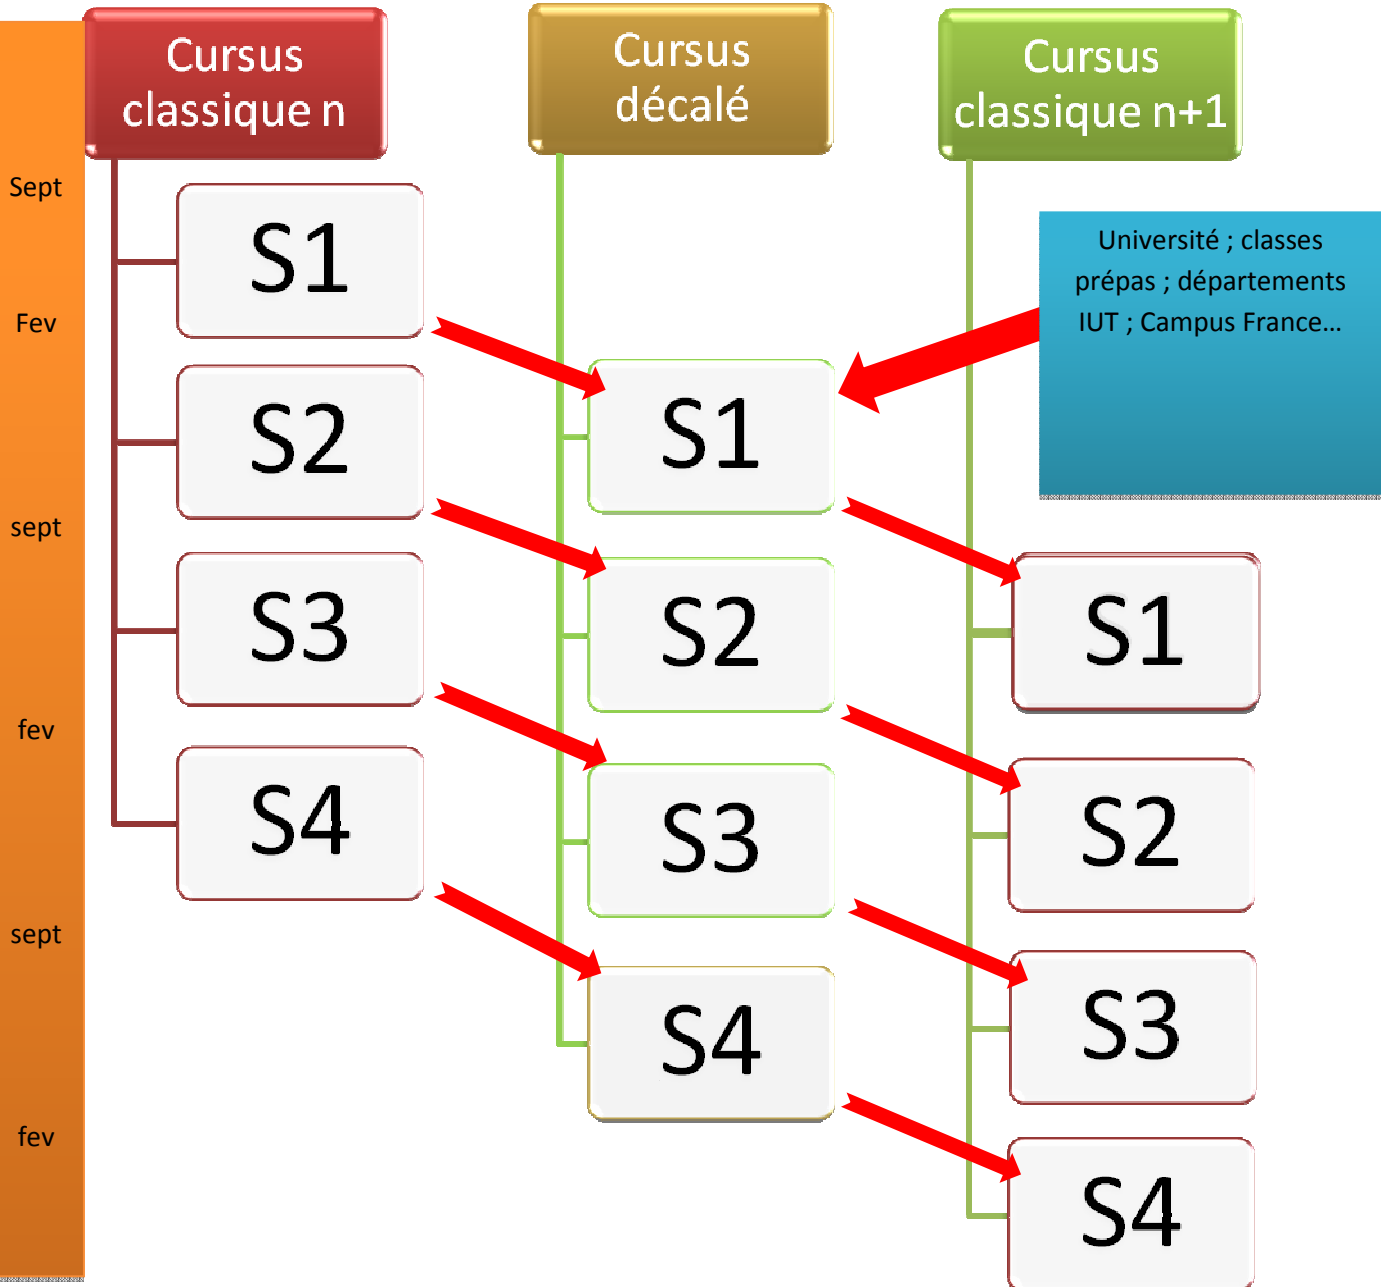 Cursus
classique n
Cursus
décalé
Cursus
classique n+1
Sept
Fev
sept
fev
sept
fev
S1
S2
S3
S4
S1
S2
S3
S4
Université ; classes
prépas ; départements
IUT ; Campus France...
S1
S2
S3
S4